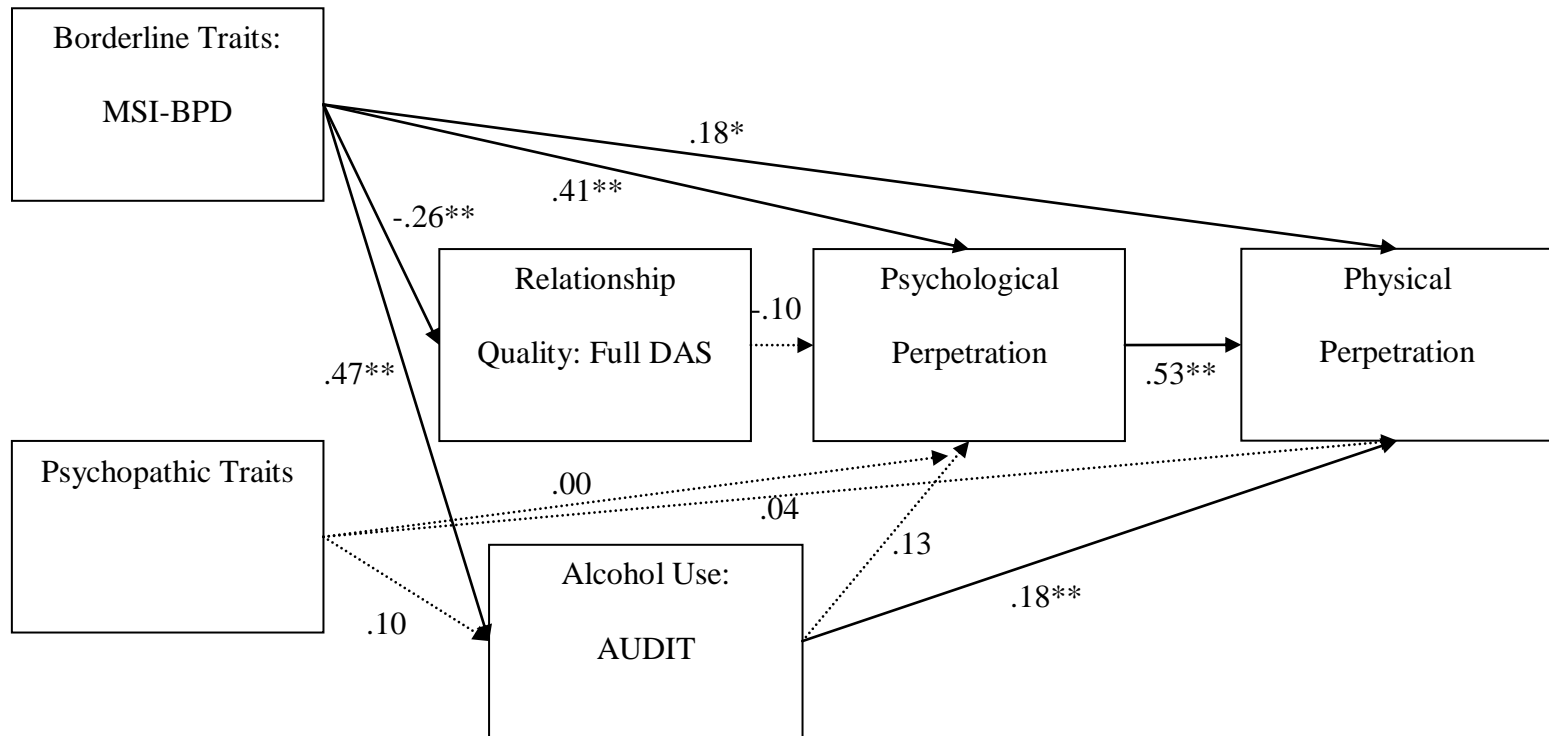 Borderline Traits:
MSI-BPD
.18*
.41**
-.26**
Relationship
Quality: Full DAS
-.10
Psychological
Perpetration
.53**
Physical
Perpetration
.47**
Psychopathic Traits
.00
.04
.10
Alcohol Use:
AUDIT
.13
.18**